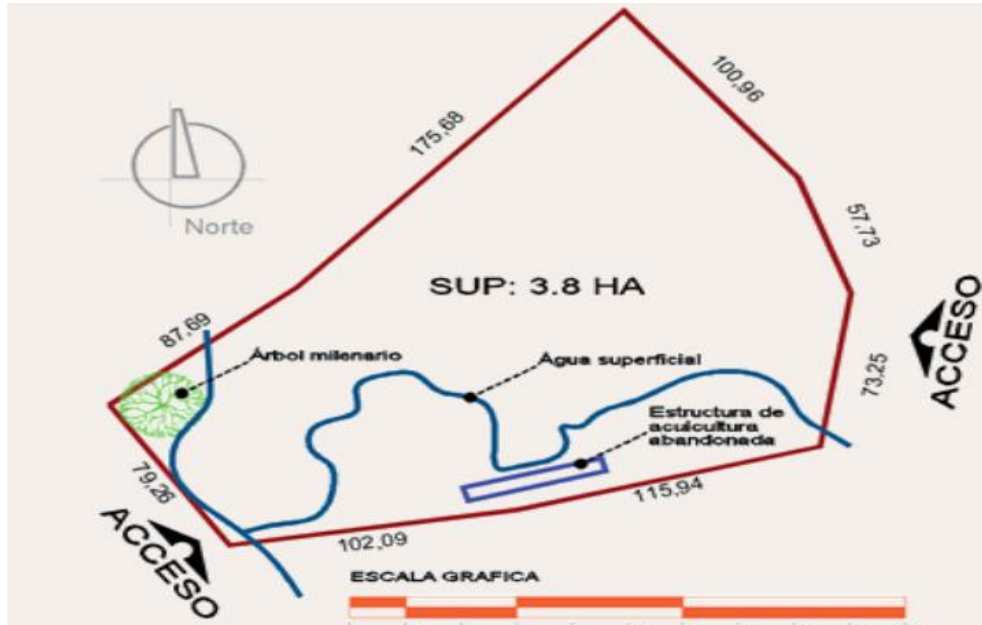 100,96
175,68
57,73
Norte
SUP: 3.8 HA
87,69
Árbol milenario
Água superficial
ACCESO
73,25
Estructura de
acuicultura
abandonada
79,26
115,94
102,09
ACCESO
ESCALA GRAFICA